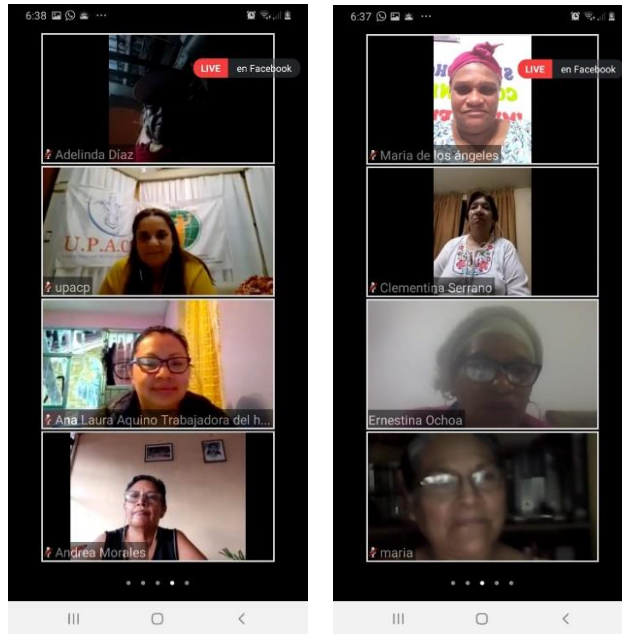 6:38
LIVE en Facebook
Adelinda Díaz
U.P.A.C
upacp
Ana Laura Aquino Trabajadora del h...
Andrea Morales
6:37
LIVE en Facebook
Maria de los ángeles
Clementina Serrano
Ernestina Ochoa
maria